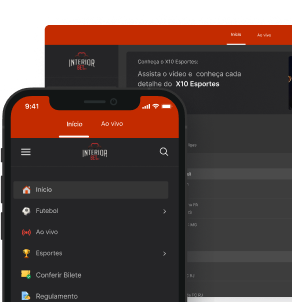 Início Ao vivo
INTERIOR
BET
Conheça o X10 Esportes:
Assista o vídeo e conheça cada
detalhe do X10 Esportes
9:41
Início Ao vivo
INTERIOR
BET
Início
Futebol
Ao vivo
Esportes
Conferir Bilete
Regulamento